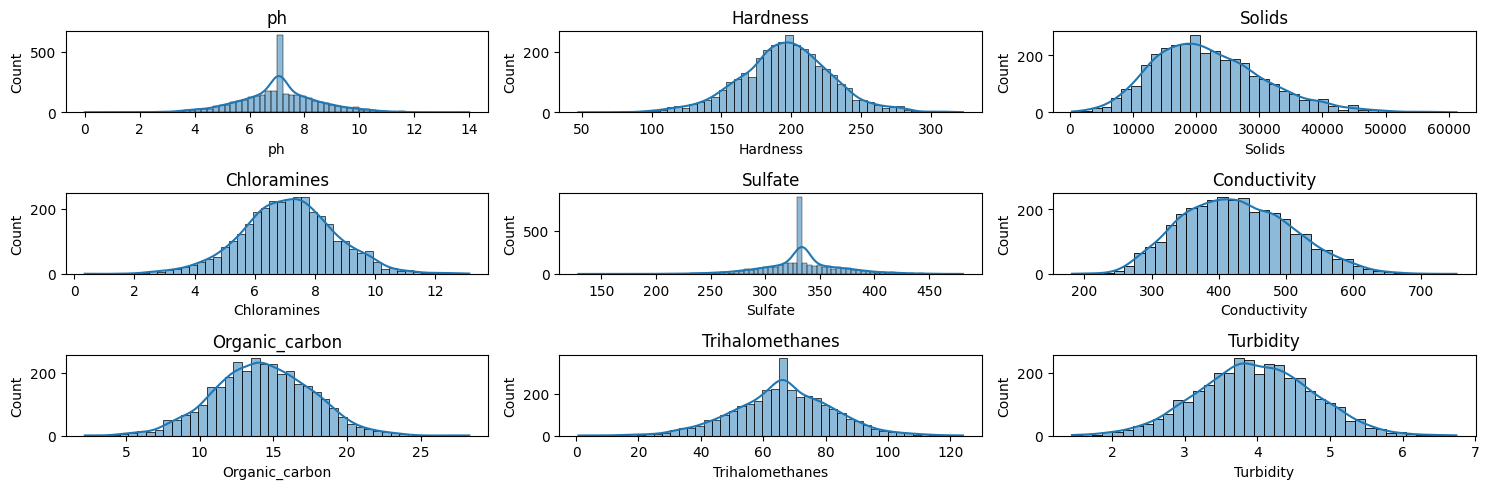 ph
Hardness
Solids
Count
500
0
0 2 4 6 8 10 12 14
ph
Count
200
0
50 100 150 200 250 300
Hardness
Count
200
0
0 10000 20000 30000 40000 50000 60000
Solids
Chloramines
Sulfate
Conductivity
Count
200
0
0 2 4 6 8 10 12
Chloramines
Count
500
0
150 200 250 300 350 400 450
Sulfate
Count
200
0
200 300 400 500 600 700
Conductivity
Organic_carbon
Trihalomethanes
Turbidity
Count
200
0
5 10 15 20 25
Organic_carbon
Count
200
0
0 20 40 60 80 100 120
Trihalomethanes
Count
200
0
2 3 4 5 6 7
Turbidity